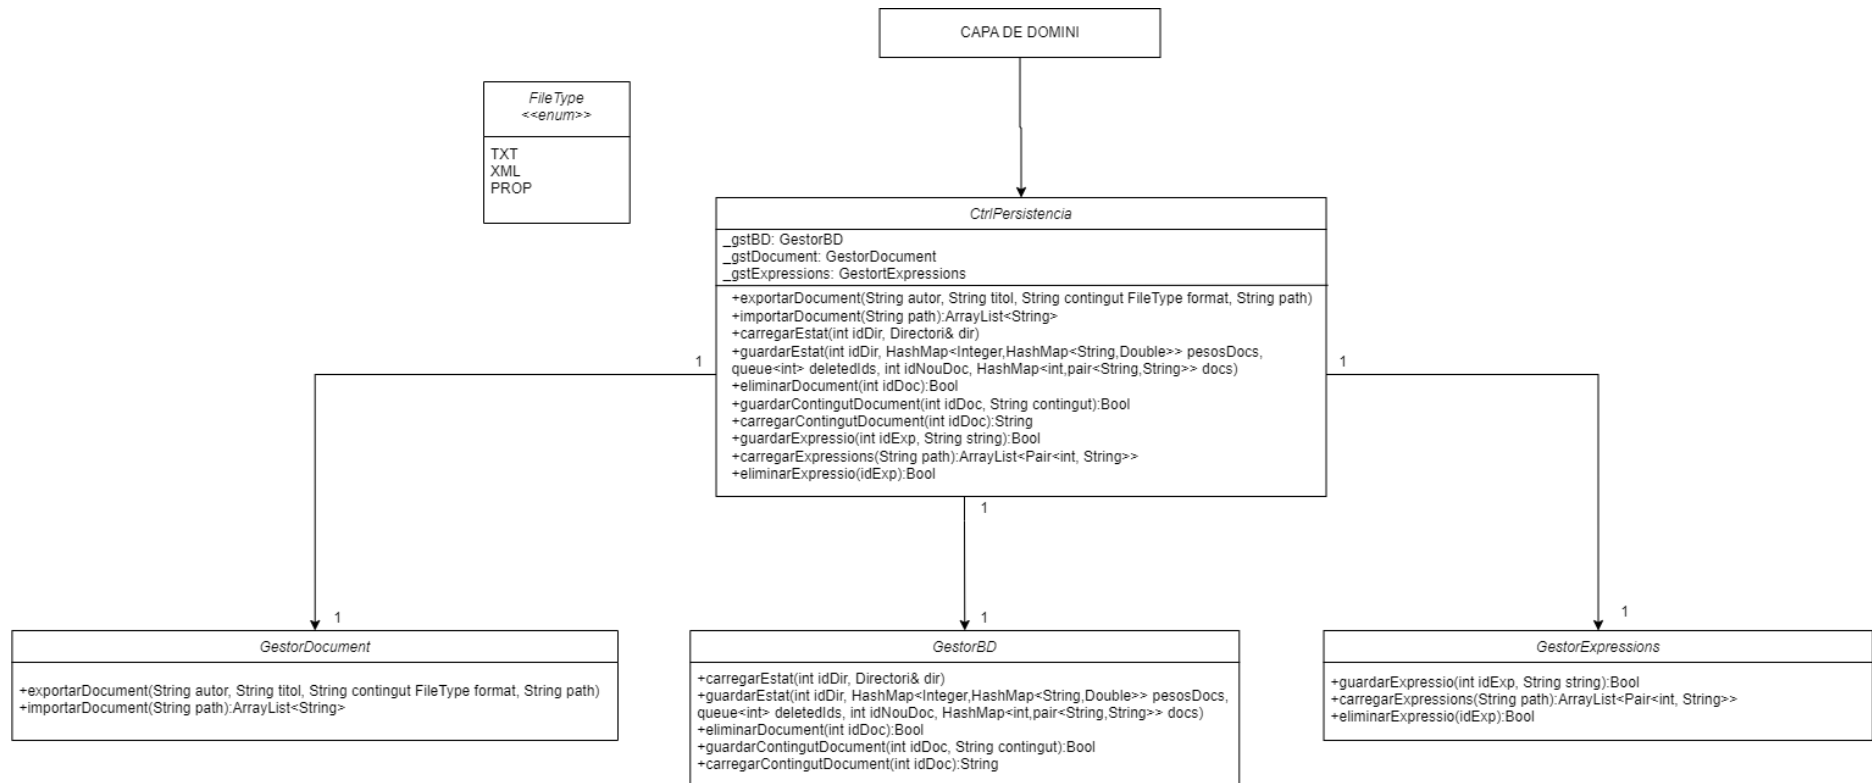 CAPA DE DOMINI
FileType
<<enum>>
TXT
XML
PROP
CtrlPersistencia
_gstBD: GestorBD
_gstDocument: GestorDocument
_gstExpressions: GestortExpressions
+exportarDocument(String autor, String titol, String contingut FileType format, String path)
+importarDocument(String path):ArrayList<String>
+carregarEstat(int idDir, Directori& dir)
+guardarEstat(int idDir, HashMap<Integer,HashMap<String,Double>> pesosDocs,
queue<int> deletedIds, int idNouDoc, HashMap<int,pair<String,String>> docs)
+eliminarDocument(int idDoc):Bool
+guardarContingutDocument(int idDoc, String contingut):Bool
+carregarContingutDocument(int idDoc):String
+guardarExpressio(int idExp, String string):Bool
+carregarExpressions(String path):ArrayList<Pair<int, String>>
+eliminarExpressio(idExp):Bool
1
1
1
1
1
1
GestorDocument
+exportarDocument(String autor, String titol, String contingut FileType format, String path)
+importarDocument(String path):ArrayList<String>
GestorBD
+carregarEstat(int idDir, Directori& dir)
+guardarEstat(int idDir, HashMap<Integer,HashMap<String,Double>> pesosDocs,
queue<int> deletedIds, int idNouDoc, HashMap<int,pair<String,String>> docs)
+eliminarDocument(int idDoc):Bool
+guardarContingutDocument(int idDoc, String contingut):Bool
+carregarContingutDocument(int idDoc):String
GestorExpressions
+guardarExpressio(int idExp, String string):Bool
+carregarExpressions(String path):ArrayList<Pair<int, String>>
+eliminarExpressio(idExp):Bool